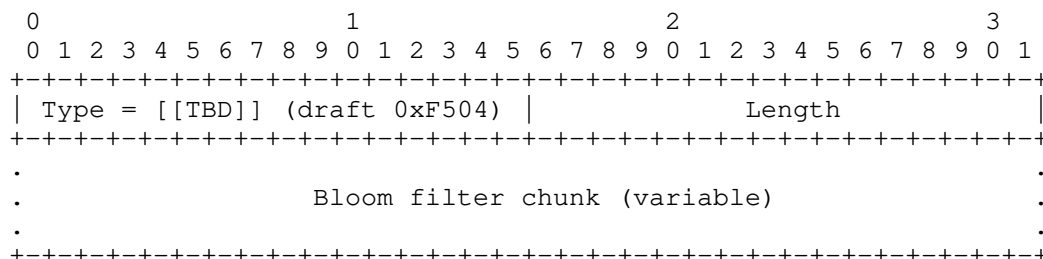 0                   1                   2                   3
0 1 2 3 4 5 6 7 8 9 0 1 2 3 4 5 6 7 8 9 0 1 2 3 4 5 6 7 8 9 0 1
+-+-+-+-+-+-+-+-+-+-+-+-+-+-+-+-+-+-+-+-+-+-+-+-+-+-+-+-+-+-+-+-+
| Type = [[TBD]] (draft 0xF504) |             Length            |
+-+-+-+-+-+-+-+-+-+-+-+-+-+-+-+-+-+-+-+-+-+-+-+-+-+-+-+-+-+-+-+-+
.                                                               .
.                  Bloom filter chunk (variable)                .
.                                                               .
+-+-+-+-+-+-+-+-+-+-+-+-+-+-+-+-+-+-+-+-+-+-+-+-+-+-+-+-+-+-+-+-+